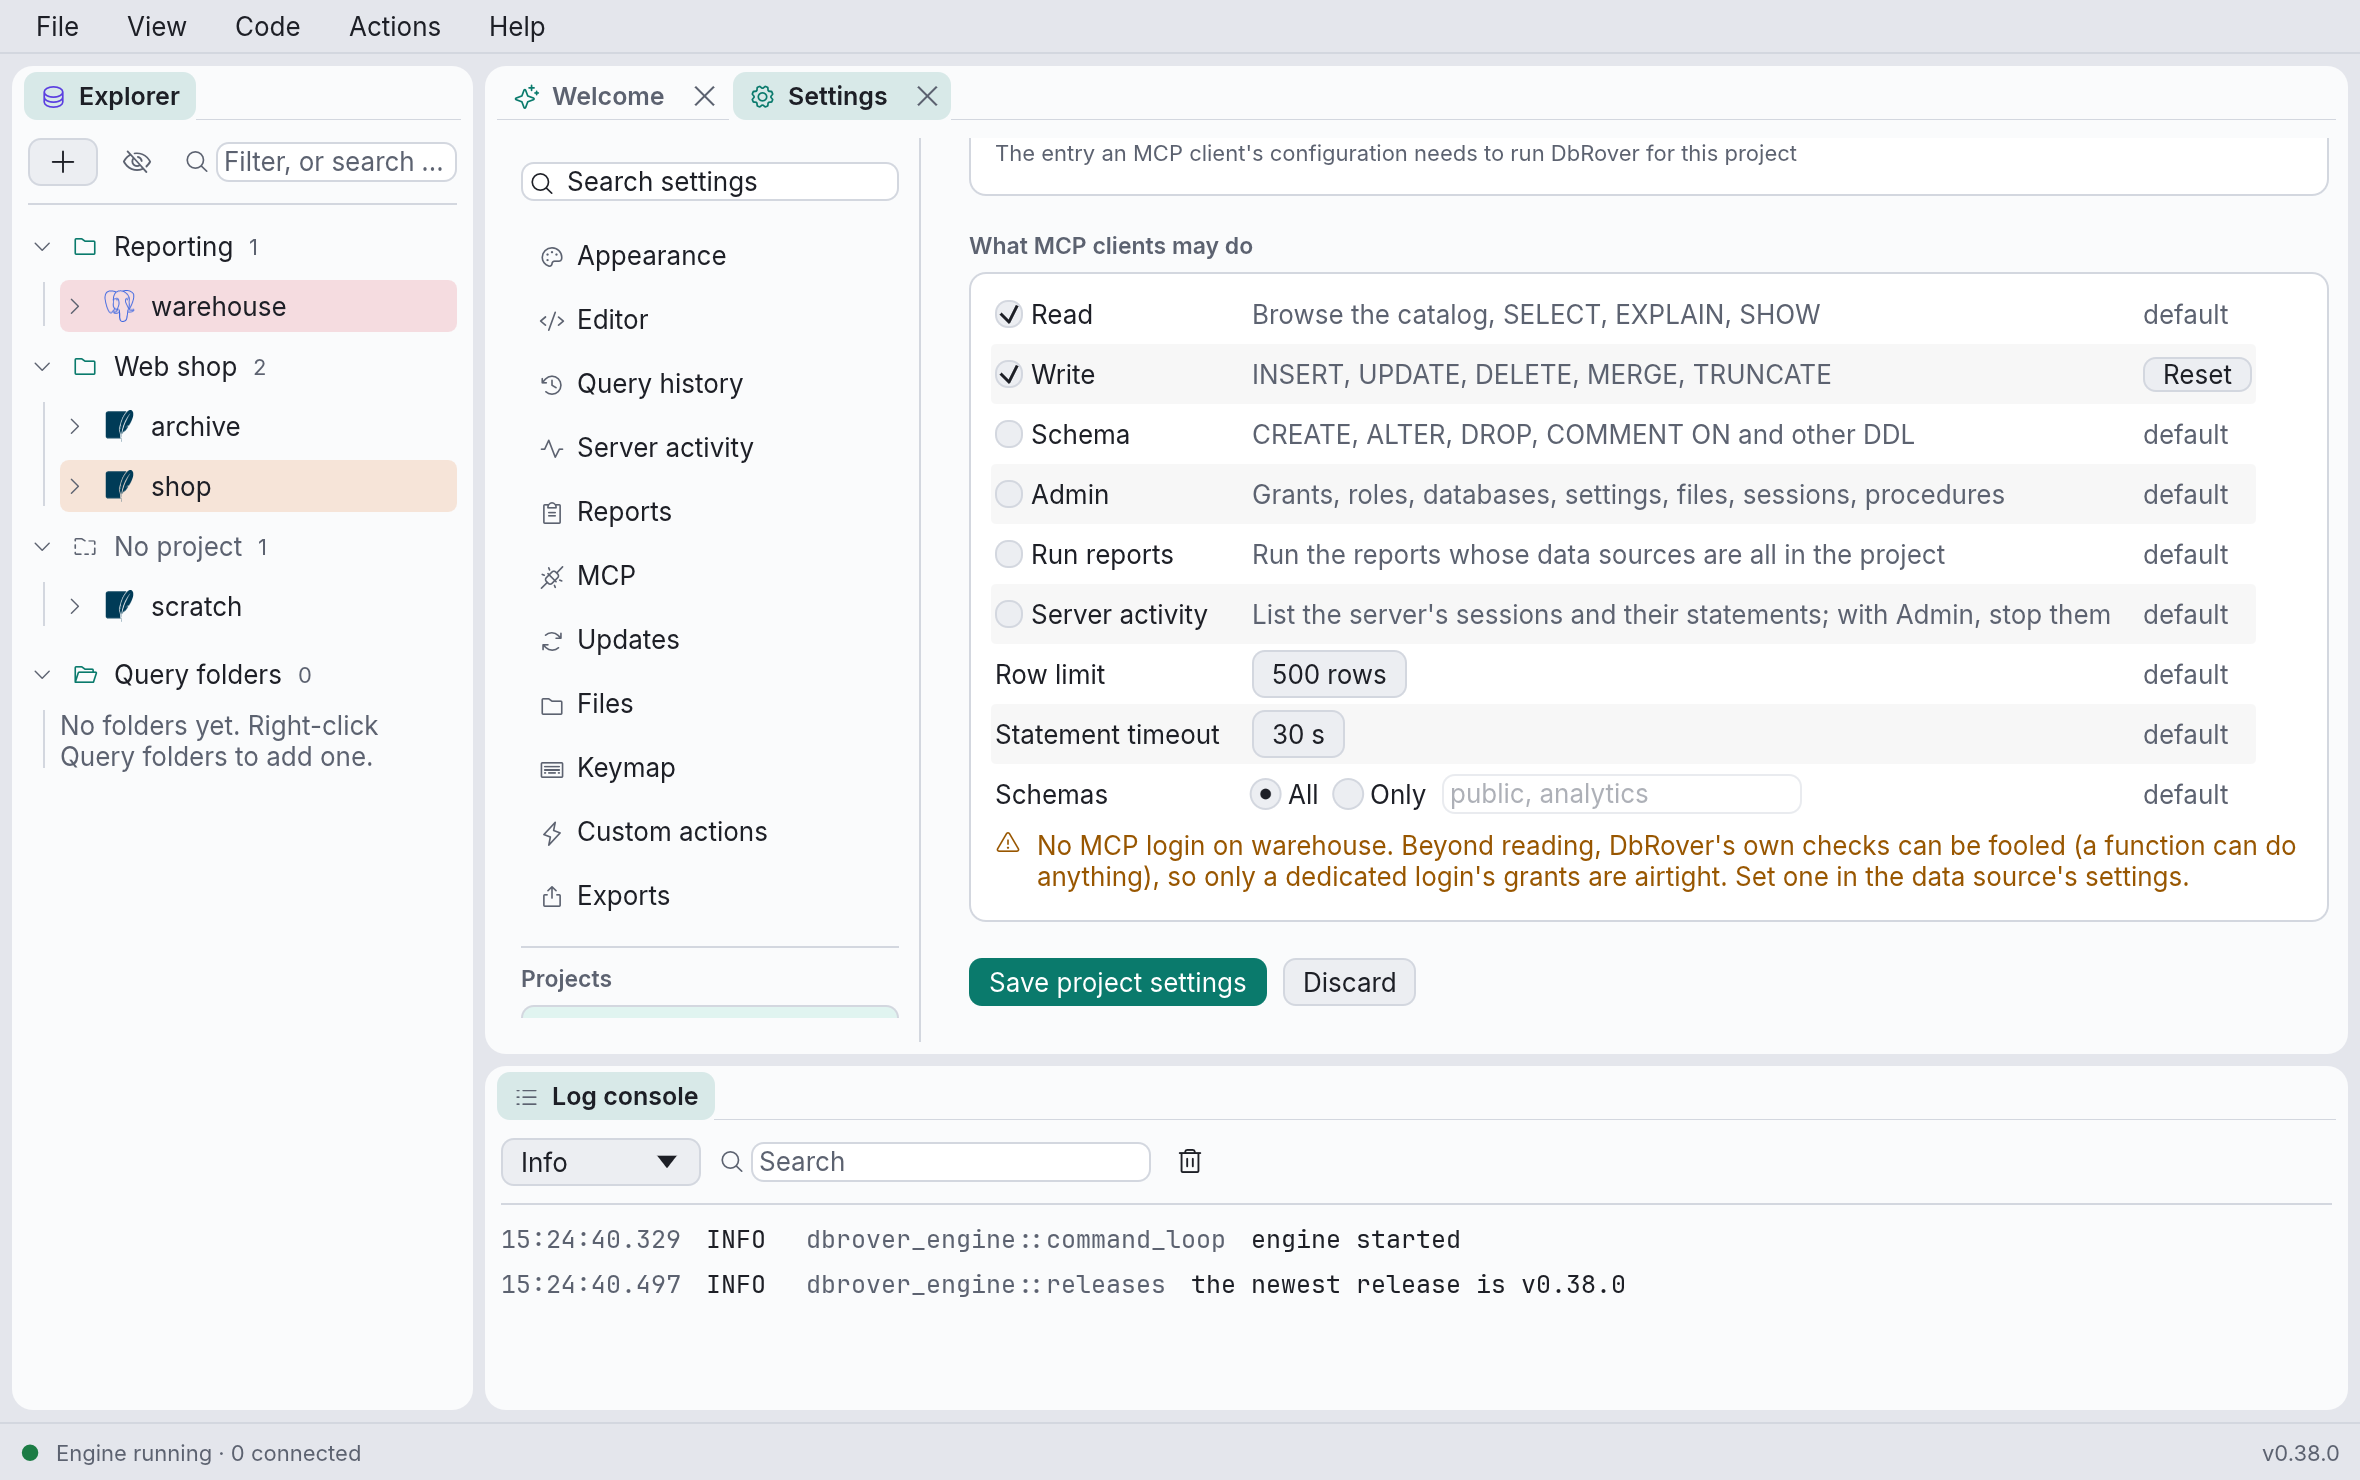 File View Code Actions Help
Explorer
Filter, or search ...
Reporting 1
warehouse
Web shop 2
archive
shop
No project 1
scratch
Query folders 0
No folders yet. Right-click
Query folders to add one.
Welcome
Settings
Search settings
Appearance
Editor
Query history
Server activity
Reports
MCP
Updates
Files
Keymap
Custom actions
Exports
Projects
The entry an MCP client's configuration needs to run DbRover for this project
What MCP clients may do
Read Browse the catalog, SELECT, EXPLAIN, SHOW default
Write INSERT, UPDATE, DELETE, MERGE, TRUNCATE Reset
Schema CREATE, ALTER, DROP, COMMENT ON and other DDL default
Admin Grants, roles, databases, settings, files, sessions, procedures default
Run reports Run the reports whose data sources are all in the project default
Server activity List the server's sessions and their statements; with Admin, stop them default
Row limit 500 rows default
Statement timeout 30 s default
Schemas All Only public, analytics default
No MCP login on warehouse. Beyond reading, DbRover's own checks can be fooled (a function can do
anything), so only a dedicated login's grants are airtight. Set one in the data source's settings.
Save project settings Discard
Log console
Info Search
15:24:40.329 INFO dbrover_engine::command_loop engine started
15:24:40.497 INFO dbrover_engine::releases the newest release is v0.38.0
Engine running · 0 connected v0.38.0